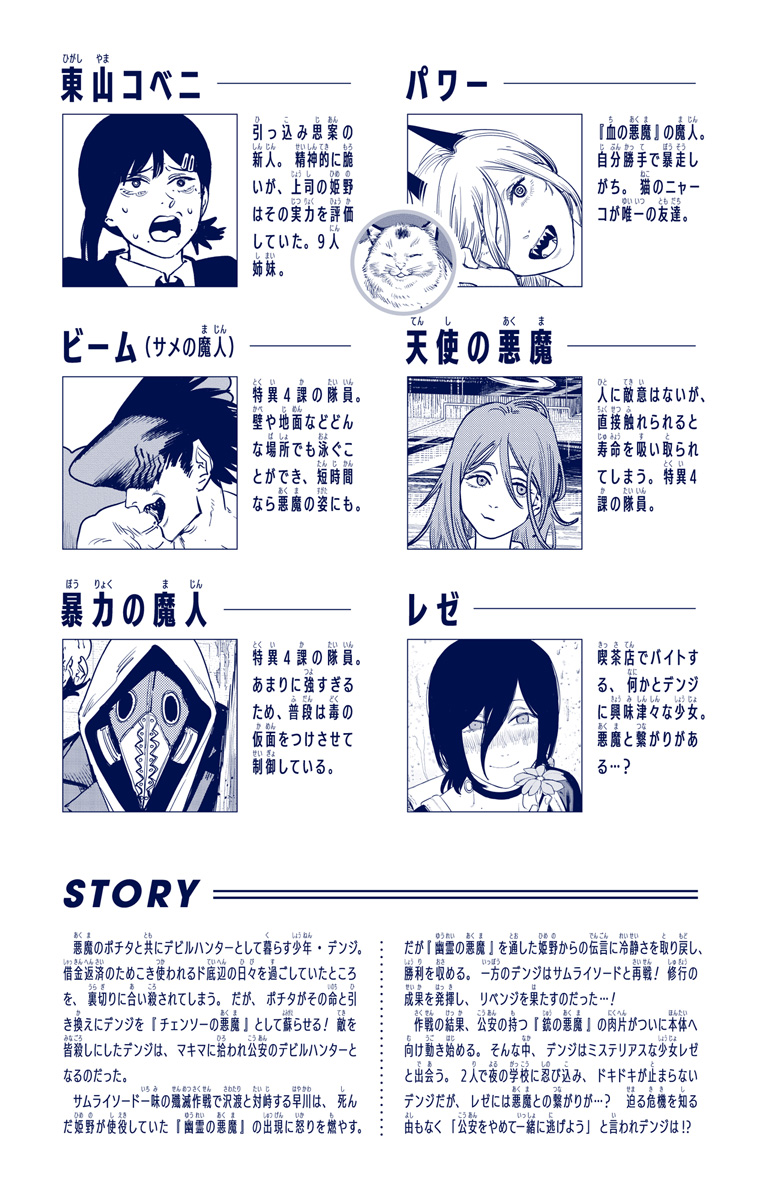 東山コベニ
引っ込み思案の
新人。精神的に脆
いが、上司の姫野
はその実力を評価
していた。9人
姉妹。
パワー
『血の悪魔』の魔人。
自分勝手で暴走し
がち。猫のニャー
コが唯一の友達。
ビーム(サメの魔人)
特異4課の隊員。
壁や地面などどん
な場所でも泳ぐこ
とができ、短時間
なら悪魔の姿にも。
天使の悪魔
人に敵意はないが、
直接触れられると
寿命を吸い取られ
てしまう。特異4
課の隊員。
暴力の魔人
特異4課の隊員。
あまりに強すぎる
ため、普段は毒の
仮面をつけさせて
制御している。
レゼ
喫茶店でバイトす
る、何かとデンジ
に興味津々な少女。
悪魔と繋がりがあ
る…?
STORY
悪魔のポチタと共にデビルハンターとして暮らす少年・デンジ。
借金返済のためこき使われるド底辺の日々を過ごしていたところ
を、裏切りに合い殺されてしまう。だが、ポチタがその命と引
き換えにデンジを『チェンソーの悪魔』として蘇らせる!敵を
皆殺しにしたデンジは、マキマに拾われ公安のデビルハンターと
なるのだった。
サムライソード一味の殲滅作戦で沢渡と対峙する早川は、死ん
だ姫野が使役していた『幽霊の悪魔』の出現に怒りを燃やす。
だが『幽霊の悪魔』を通した姫野からの伝言に冷静さを取り戻し、
勝利を収める。一方のデンジはサムライソードと再戦!修行の
成果を発揮し、リベンジを果たすのだった…!
作戦の結果、公安の持つ『銃の悪魔』の肉片がついに本体へ
向け動き始める。そんな中、デンジはミステリアスな少女レゼ
と出会う。2人で夜の学校に忍び込み、ドキドキが止まらない
デンジだが、レゼには悪魔との繋がりが…?迫る危機を知る
由もなく「公安をやめて一緒に逃げよう」と言われデンジは!?